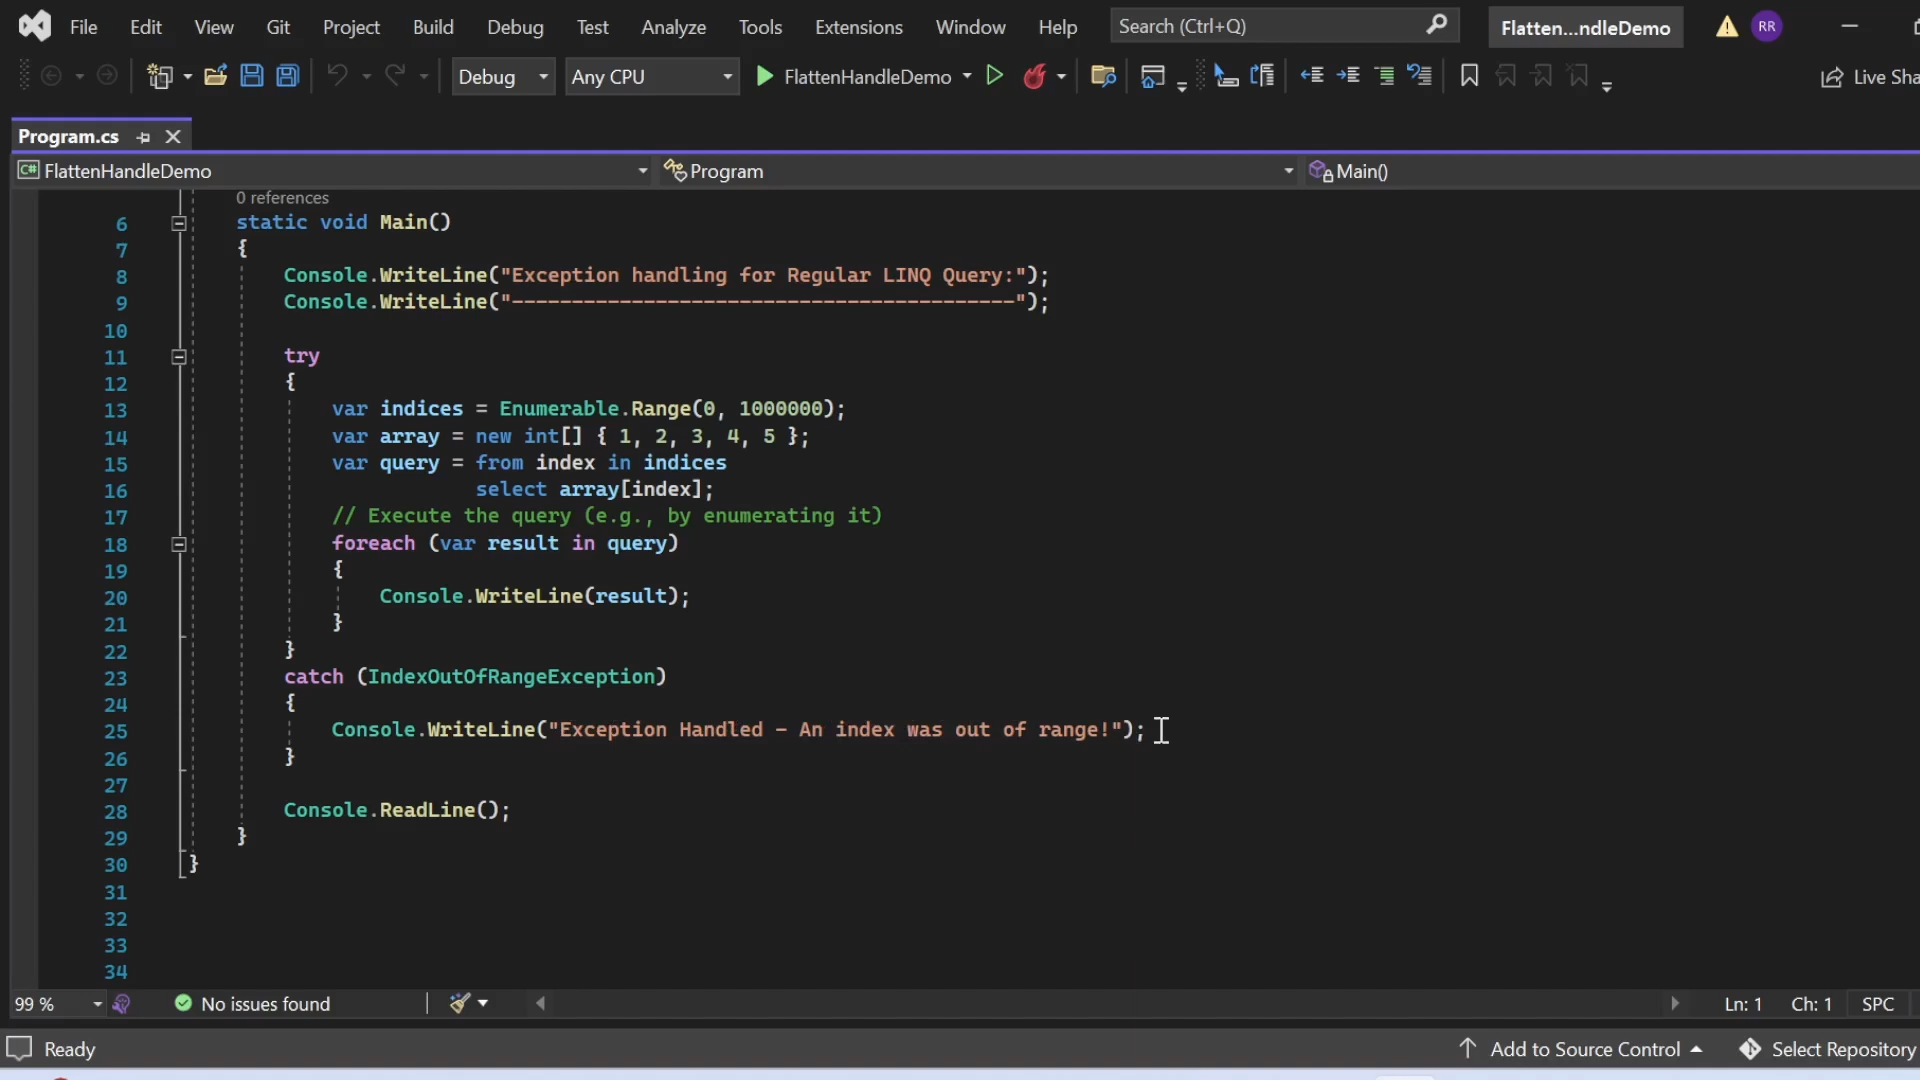 File Edit View Git Project Build Debug Test Analyze Tools Extensions Window Help Search (Ctrl+Q) Flatten...ndleDemo RR
Debug Any CPU FlattenHandleDemo Live Sha
Program.cs
C# FlattenHandleDemo Program Main()
0 references
6 static void Main()
7 {
8 Console.WriteLine("Exception handling for Regular LINQ Query:");
9 Console.WriteLine("------------------------------------------");
10
11 try
12 {
13 var indices = Enumerable.Range(0, 1000000);
14 var array = new int[] { 1, 2, 3, 4, 5 };
15 var query = from index in indices
16 select array[index];
17 // Execute the query (e.g., by enumerating it)
18 foreach (var result in query)
19 {
20 Console.WriteLine(result);
21 }
22 }
23 catch (IndexOutOfRangeException)
24 {
25 Console.WriteLine("Exception Handled - An index was out of range!");
26 }
27
28 Console.ReadLine();
29 }
30 }
31
32
33
34
99 % No issues found Ln: 1 Ch: 1 SPC
Ready Add to Source Control Select Repository